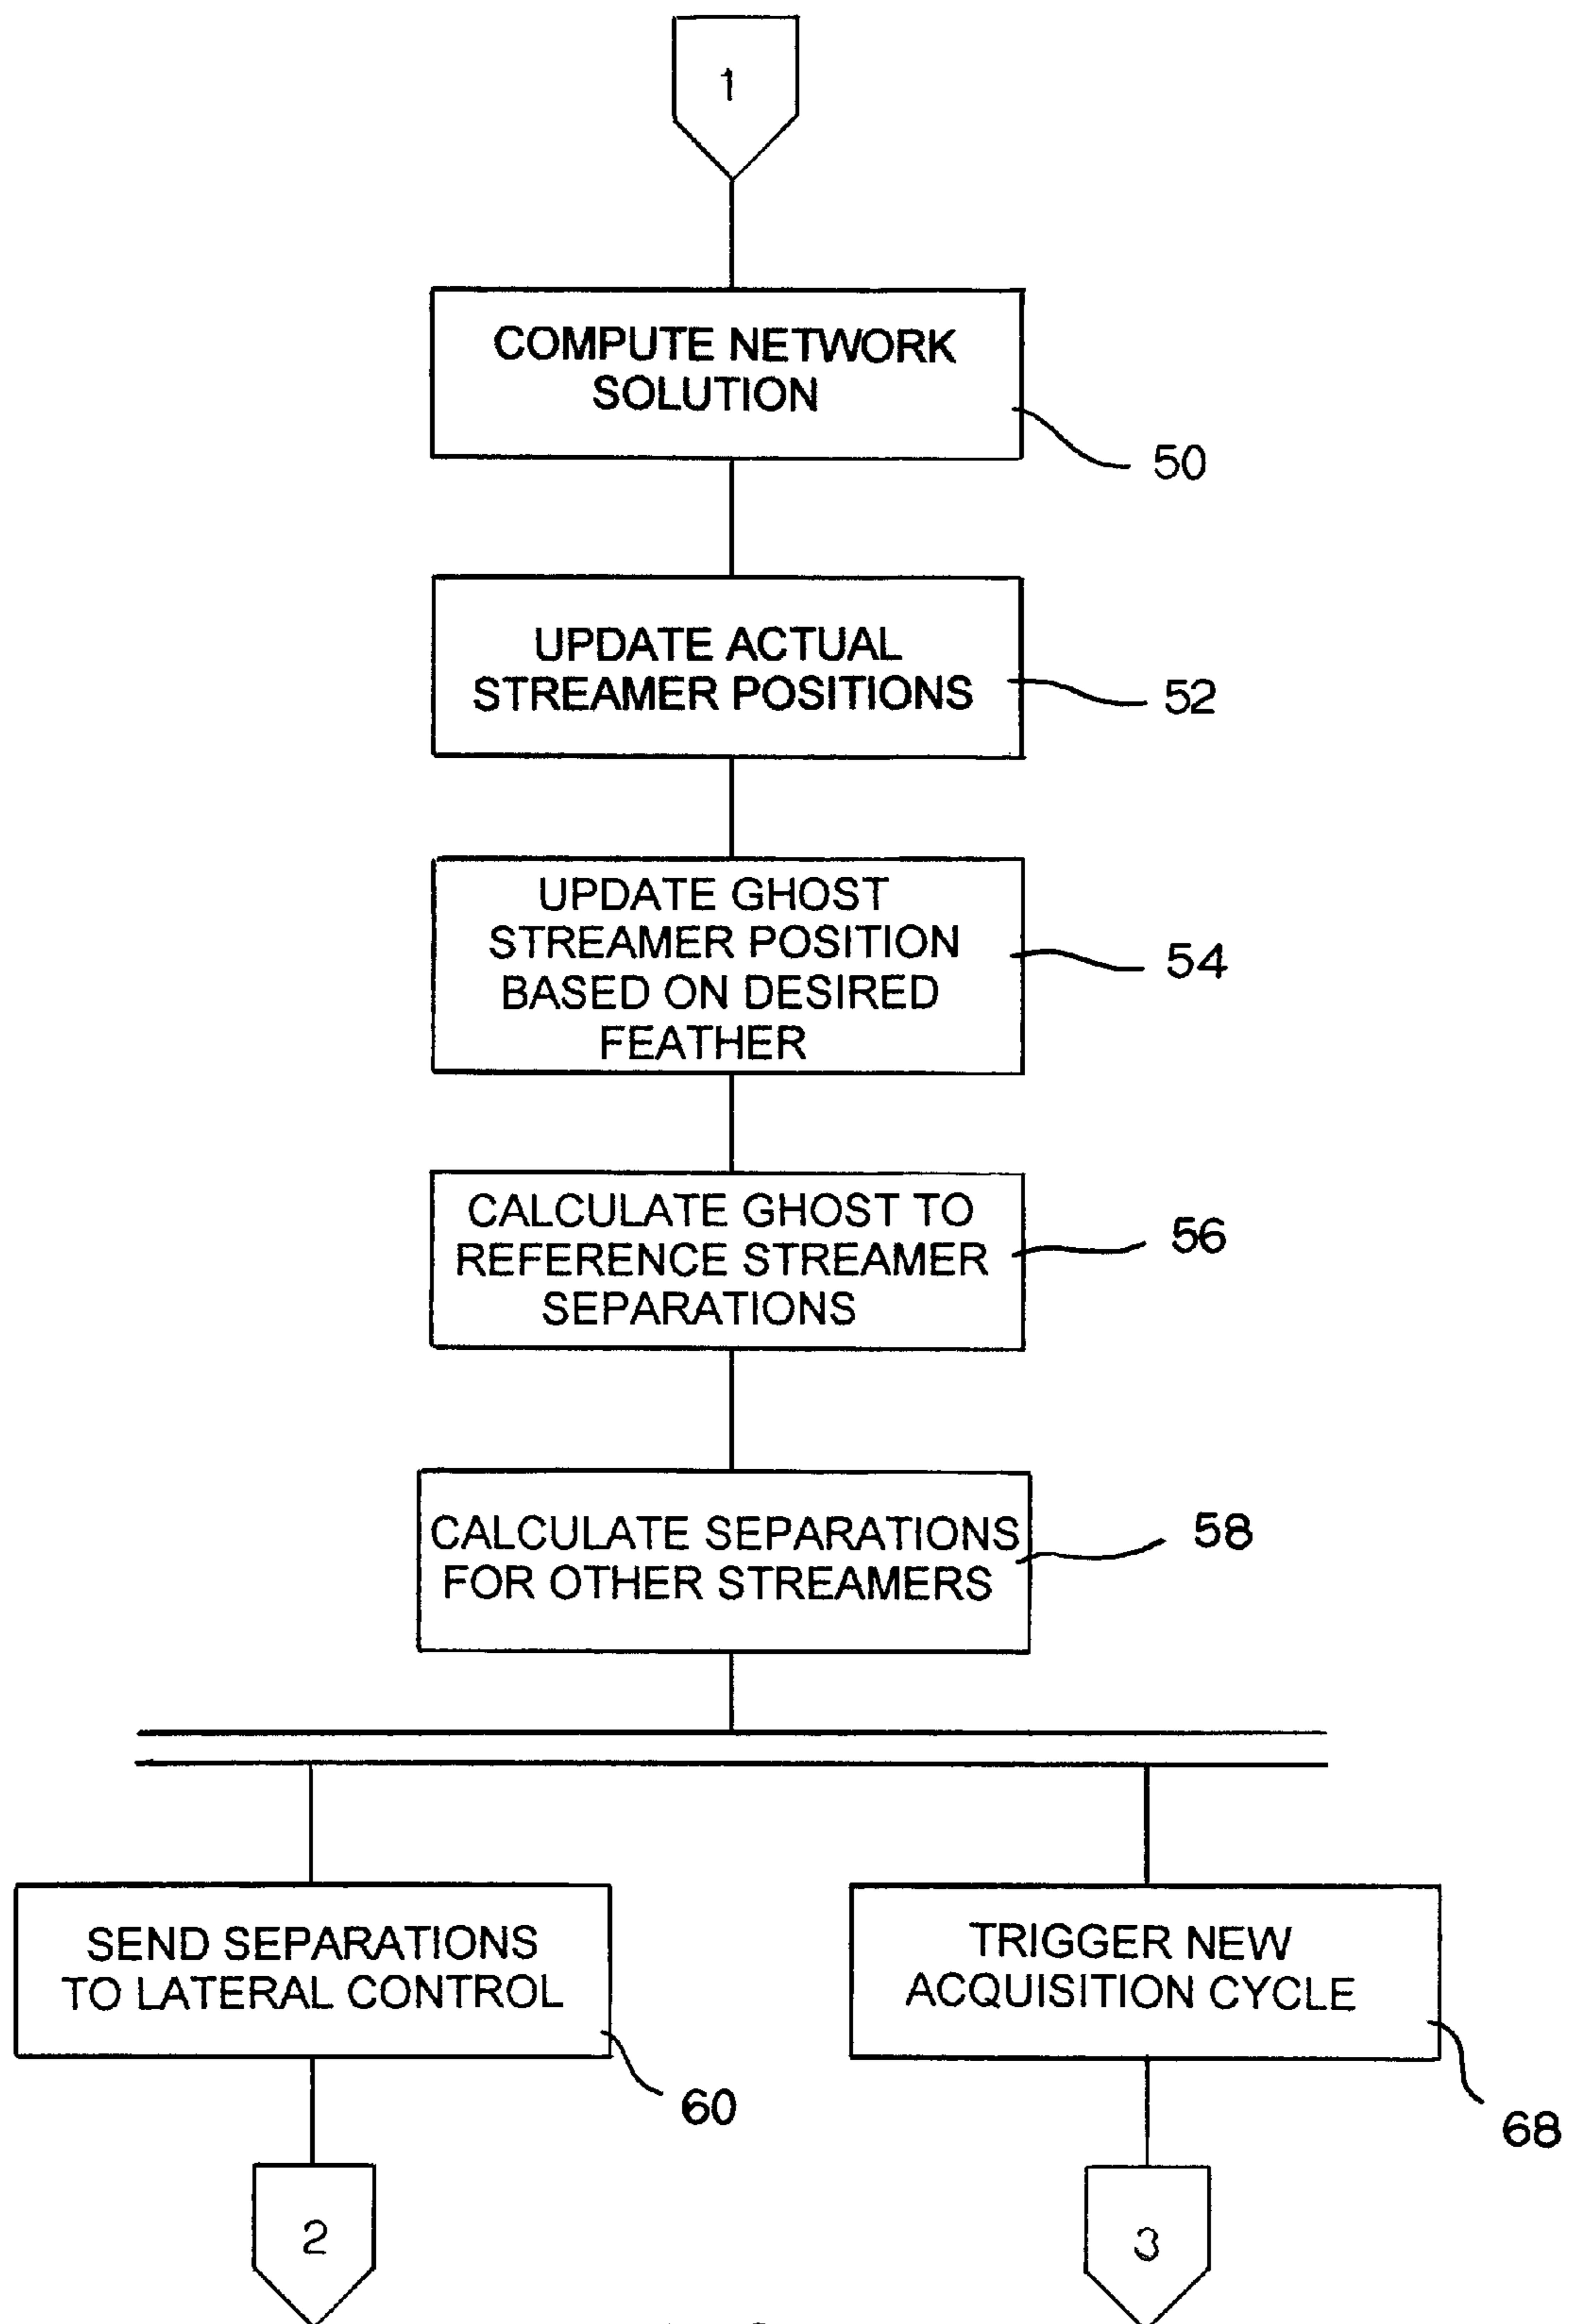 1
COMPUTE NETWORK
SOLUTION
50
UPDATE ACTUAL
STREAMER POSITIONS
52
UPDATE GHOST
STREAMER POSITION
BASED ON DESIRED
FEATHER
54
CALCULATE GHOST TO
REFERENCE STREAMER
SEPARATIONS
56
CALCULATE SEPARATIONS
FOR OTHER STREAMERS
58
SEND SEPARATIONS
TO LATERAL CONTROL
60
TRIGGER NEW
ACQUISITION CYCLE
68
2
3